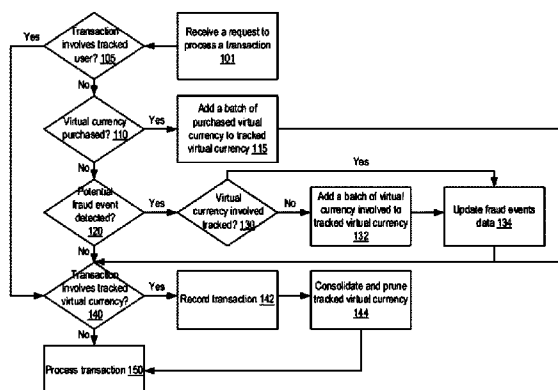 Yes
Transaction
involves tracked
user? 105
Receive a request to
process a transaction
101
No
Virtual currency
purchased?
110
Yes
Add a batch of
purchased virtual
currency to tracked
virtual currency 115
Yes
No
Potential
fraud event
detected?
120
Yes
Virtual
currency involved
tracked? 130
No
Add a batch of virtual
currency involved to
tracked virtual currency
132
Update fraud events
data 134
No
Transaction
involves tracked
virtual currency?
140
Yes
Record transaction 142
Consolidate and prune
tracked virtual currency
144
No
Process transaction 150